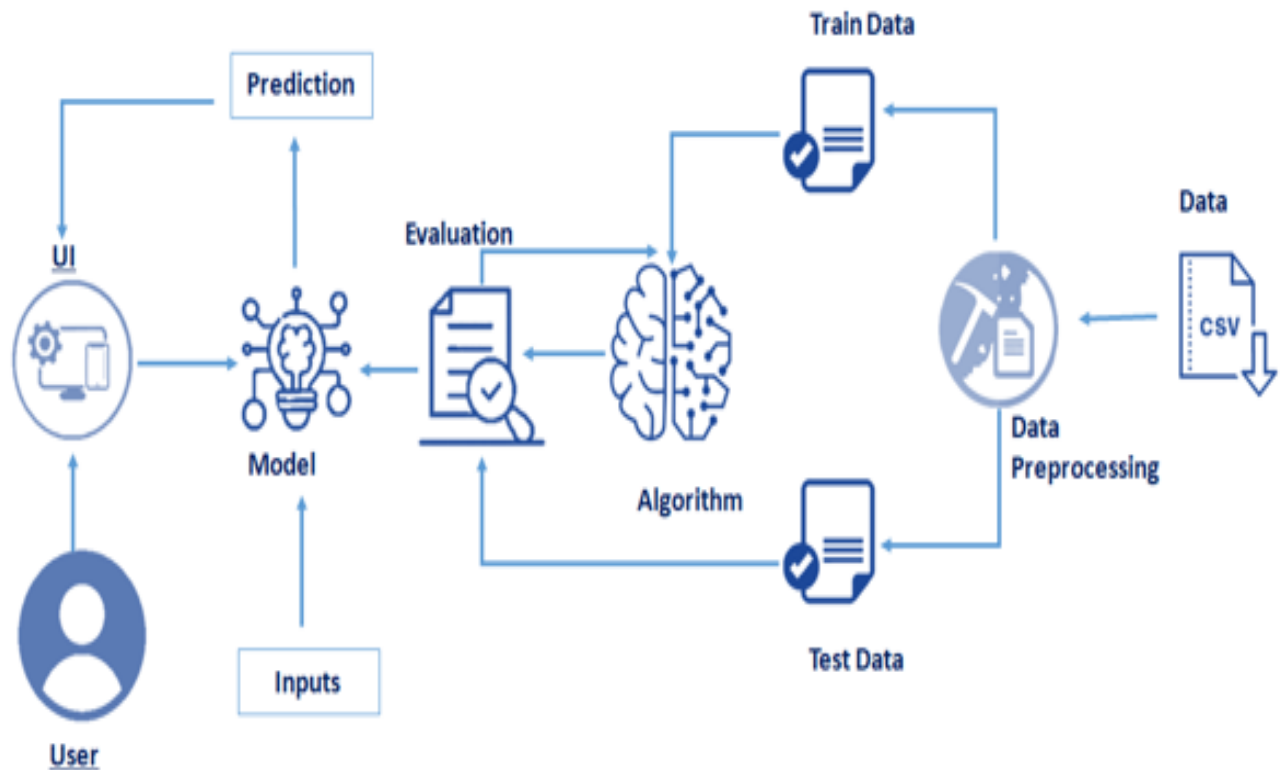 Train Data
Prediction
Data
Evaluation
UI
CSV
Data
Preprocessing
Model
Algorithm
Test Data
Inputs
User